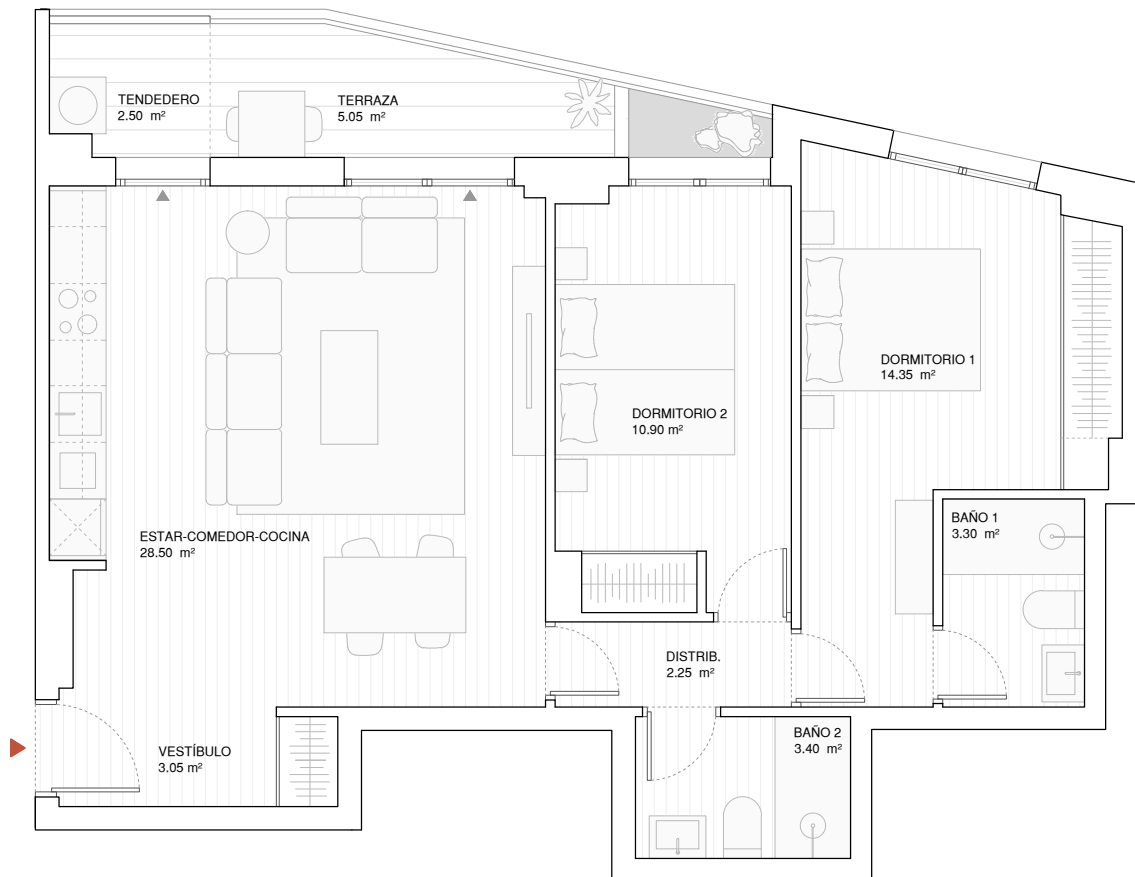 TENDEDERO
2.50 m²
TERRAZA
5.05 m²
DORMITORIO 1
14.35 m²
DORMITORIO 2
10.90 m²
BAÑO 1
3.30 m²
ESTAR-COMEDOR-COCINA
28.50 m²
DISTRIB.
2.25 m²
VESTÍBULO
3.05 m²
BAÑO 2
3.40 m²